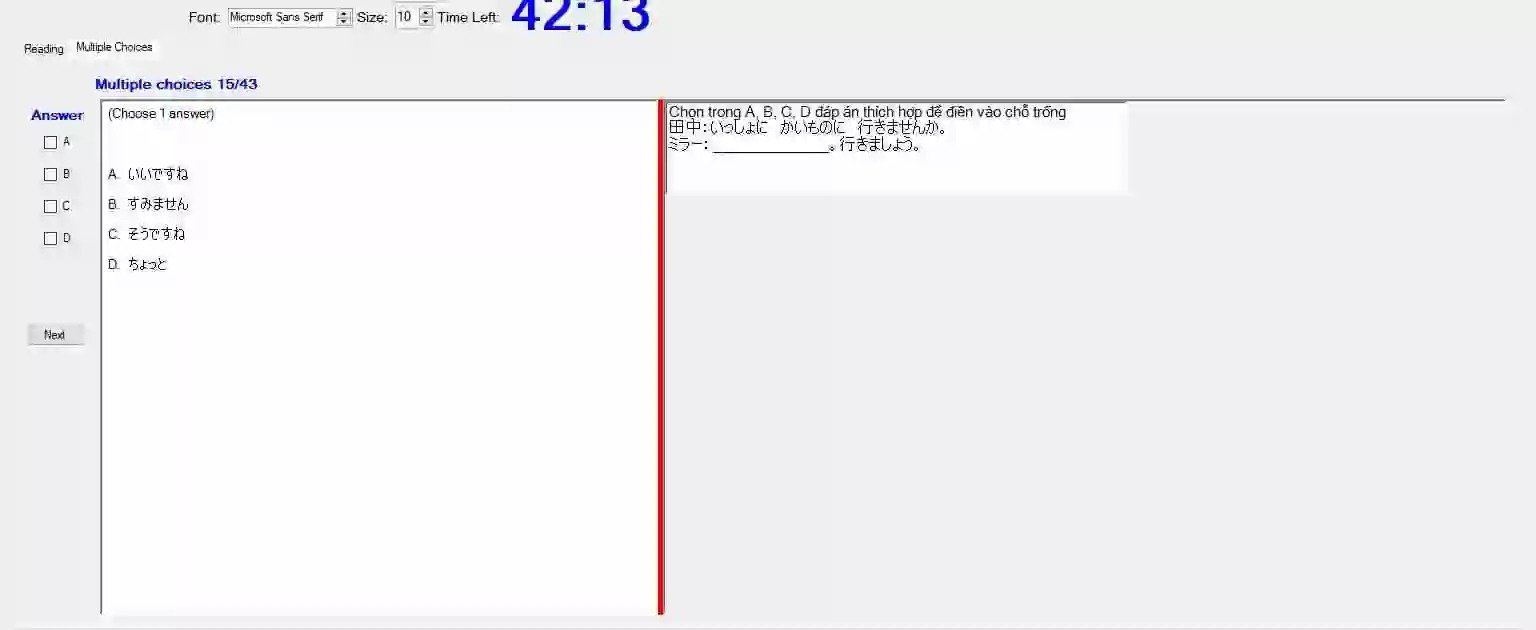 Font: Microsoft Sans Serif Size: 10 Time Left: 42:13
Reading Multiple Choices
Multiple choices 15/43
Answer
A
B
C
D
Next
(Choose 1 answer)
A. いいですね
B. すみません
C. そうですね
D. ちょっと
Chọn trong A, B, C, D đáp án thích hợp để điền vào chỗ trống
田中：いっしょに　かいものに　行きませんか。
ミラー：_______________。行きましょう。